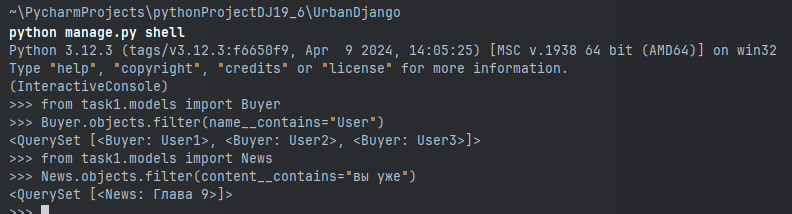 ~\PycharmProjects\pythonProjectDJ19_6\UrbanDjango
python manage.py shell
Python 3.12.3 (tags/v3.12.3:f6650f9, Apr  9 2024, 14:05:25) [MSC v.1938 64 bit (AMD64)] on win32
Type "help", "copyright", "credits" or "license" for more information.
(InteractiveConsole)
>>> from task1.models import Buyer
>>> Buyer.objects.filter(name__contains="User")
<QuerySet [<Buyer: User1>, <Buyer: User2>, <Buyer: User3>]>
>>> from task1.models import News
>>> News.objects.filter(content__contains="вы уже")
<QuerySet [<News: Глава 9>]>
>>>